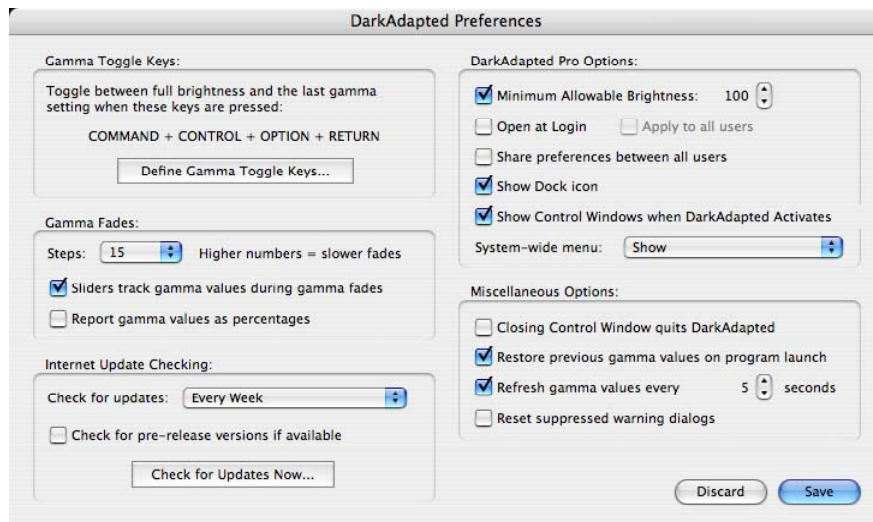 DarkAdapted Preferences
Gamma Toggle Keys:
Toggle between full brightness and the last gamma
setting when these keys are pressed:
COMMAND + CONTROL + OPTION + RETURN
Define Gamma Toggle Keys...
Gamma Fades:
Steps: 15 Higher numbers = slower fades
Sliders track gamma values during gamma fades
Report gamma values as percentages
Internet Update Checking:
Check for updates: Every Week
Check for pre-release versions if available
Check for Updates Now...
DarkAdapted Pro Options:
Minimum Allowable Brightness: 100
Open at Login Apply to all users
Share preferences between all users
Show Dock icon
Show Control Windows when DarkAdapted Activates
System-wide menu: Show
Miscellaneous Options:
Closing Control Window quits DarkAdapted
Restore previous gamma values on program launch
Refresh gamma values every 5 seconds
Reset suppressed warning dialogs
Discard Save